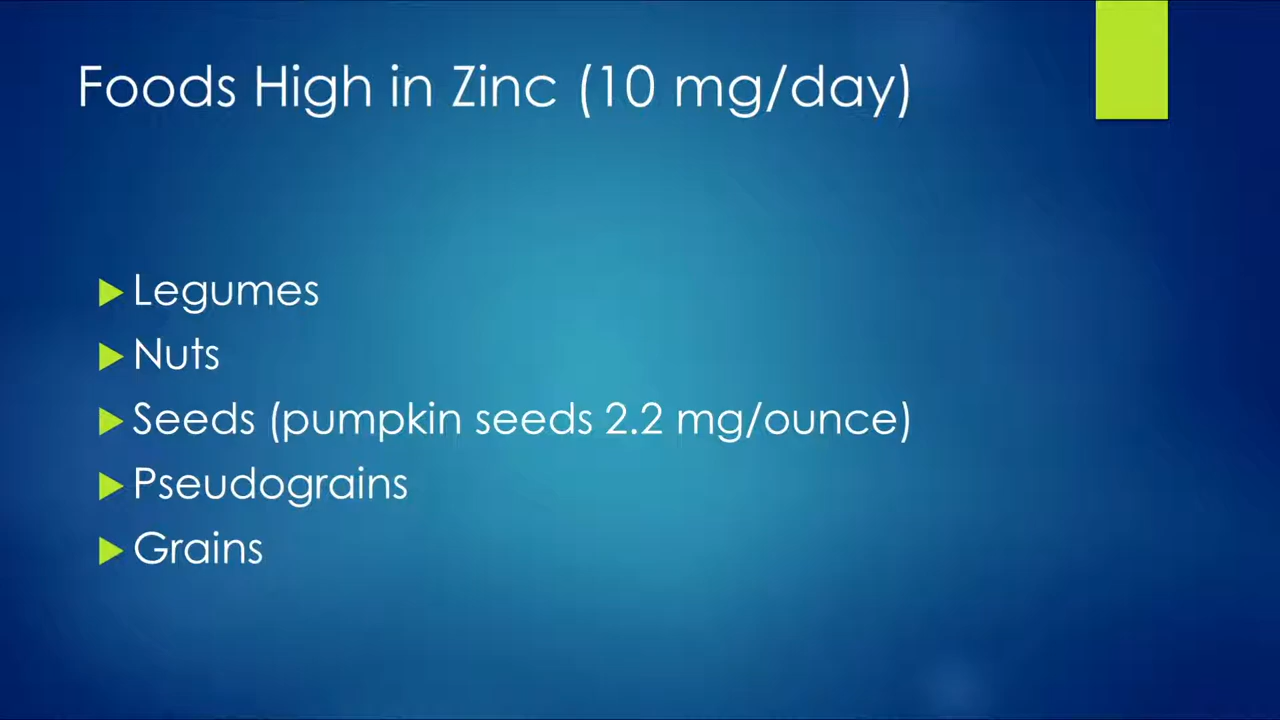 Foods High in Zinc (10 mg/day)
Legumes
Nuts
Seeds (pumpkin seeds 2.2 mg/ounce)
Pseudograins
Grains